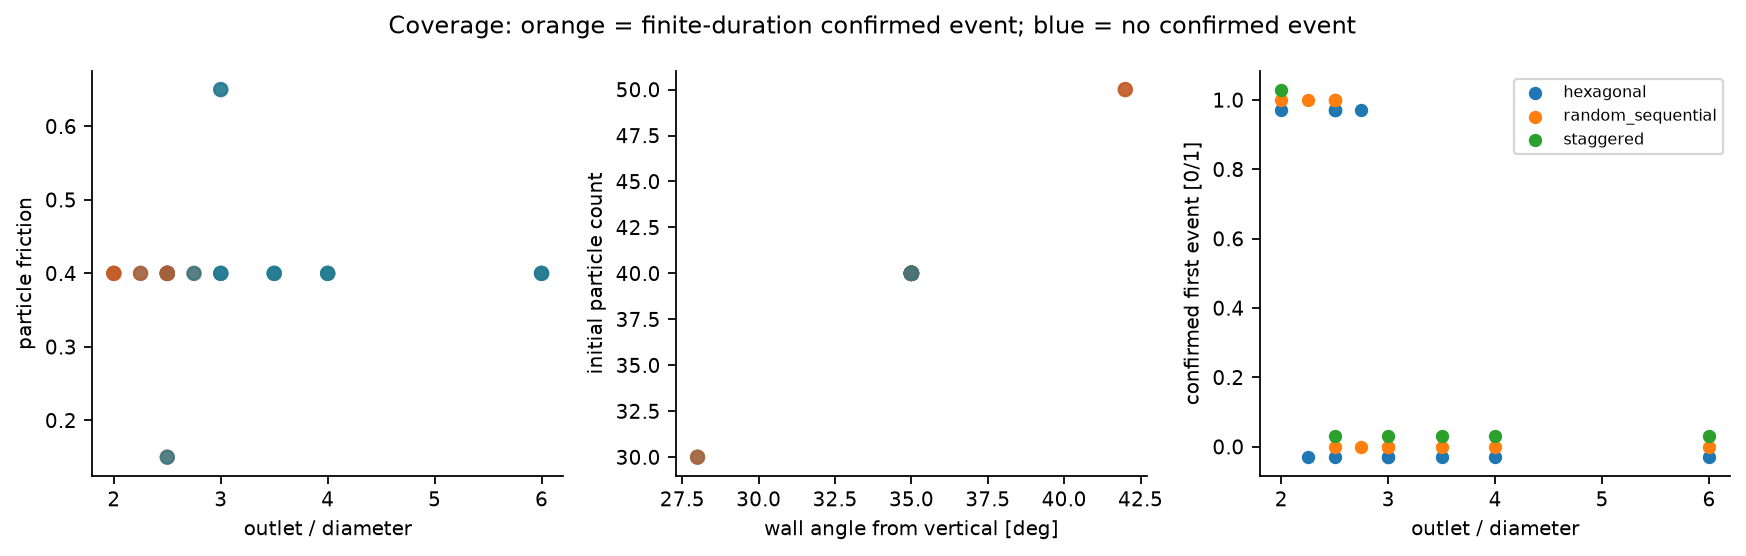 Coverage: orange = finite-duration confirmed event; blue = no confirmed event
particle friction
0.6
0.5
0.4
0.3
0.2
2 3 4 5 6
outlet / diameter
initial particle count
50.0
47.5
45.0
42.5
40.0
37.5
35.0
32.5
30.0
27.5 30.0 32.5 35.0 37.5 40.0 42.5
wall angle from vertical [deg]
confirmed first event [0/1]
1.0
0.8
0.6
0.4
0.2
0.0
2 3 4 5 6
outlet / diameter
hexagonal
random_sequential
staggered